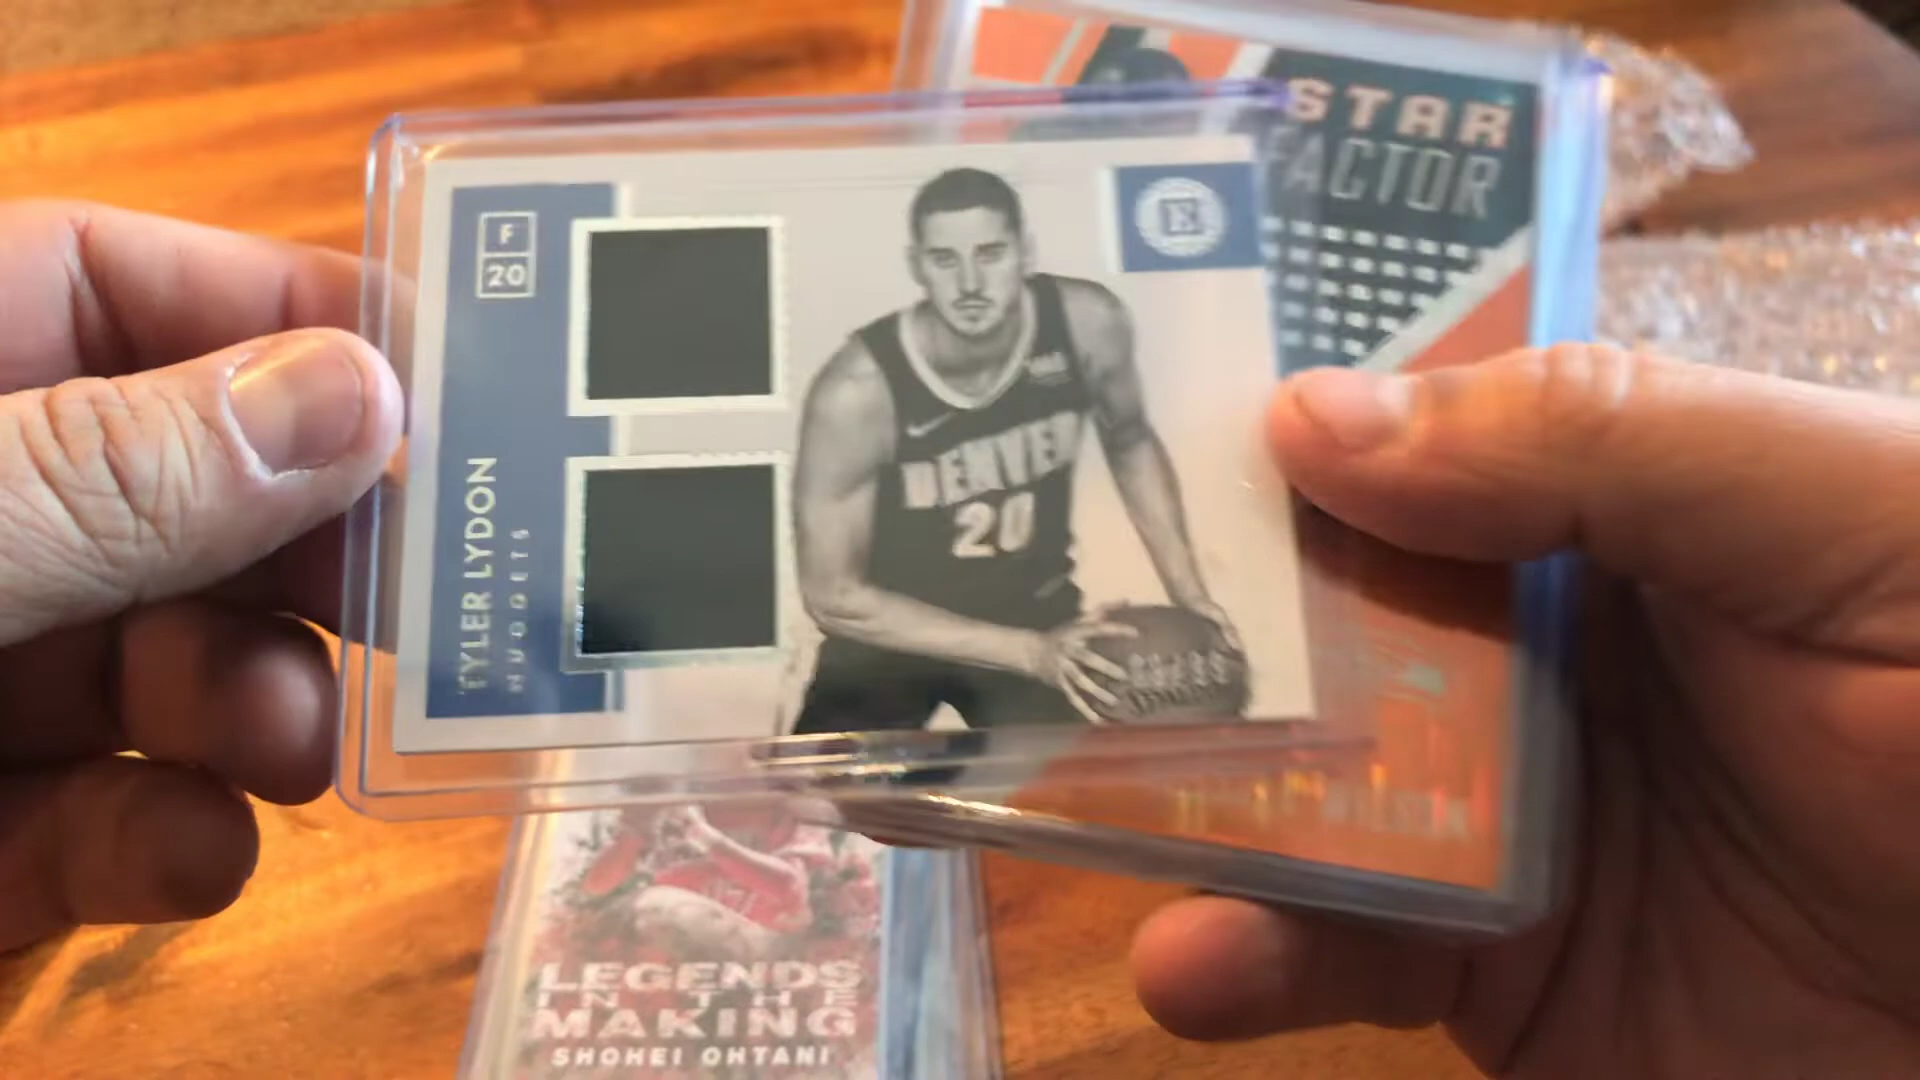 STAR
FACTOR
F
20
TYLER LYDON
NUGGETS
DENVER
20
LEGENDS
IN THE
MAKING
SHOHEI OHTANI